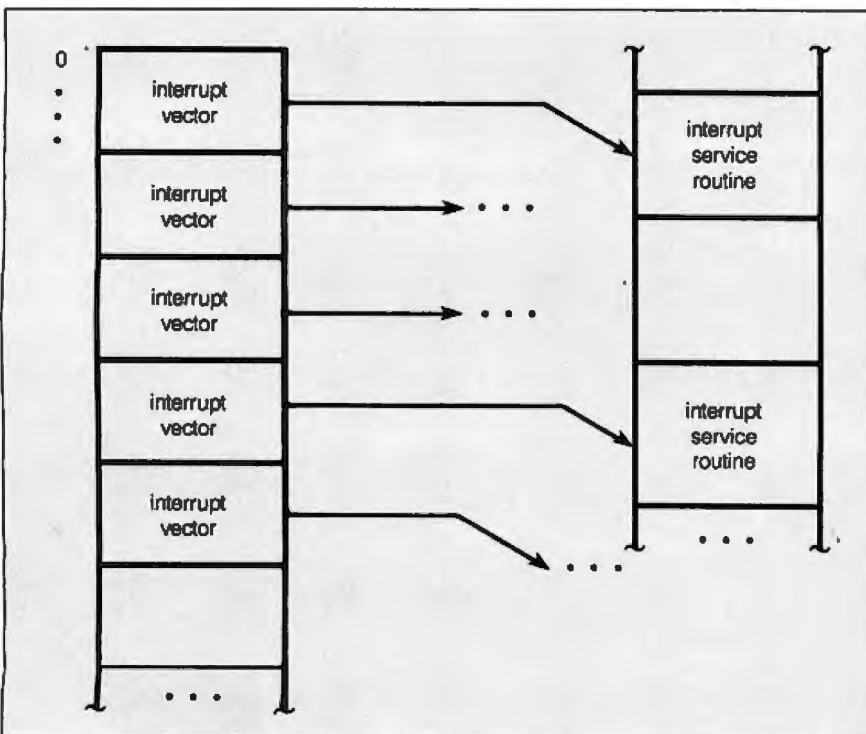 0
interrupt
vector
interrupt
vector
interrupt
vector
interrupt
vector
interrupt
vector
. . .
interrupt
service
routine
interrupt
service
routine
. . .